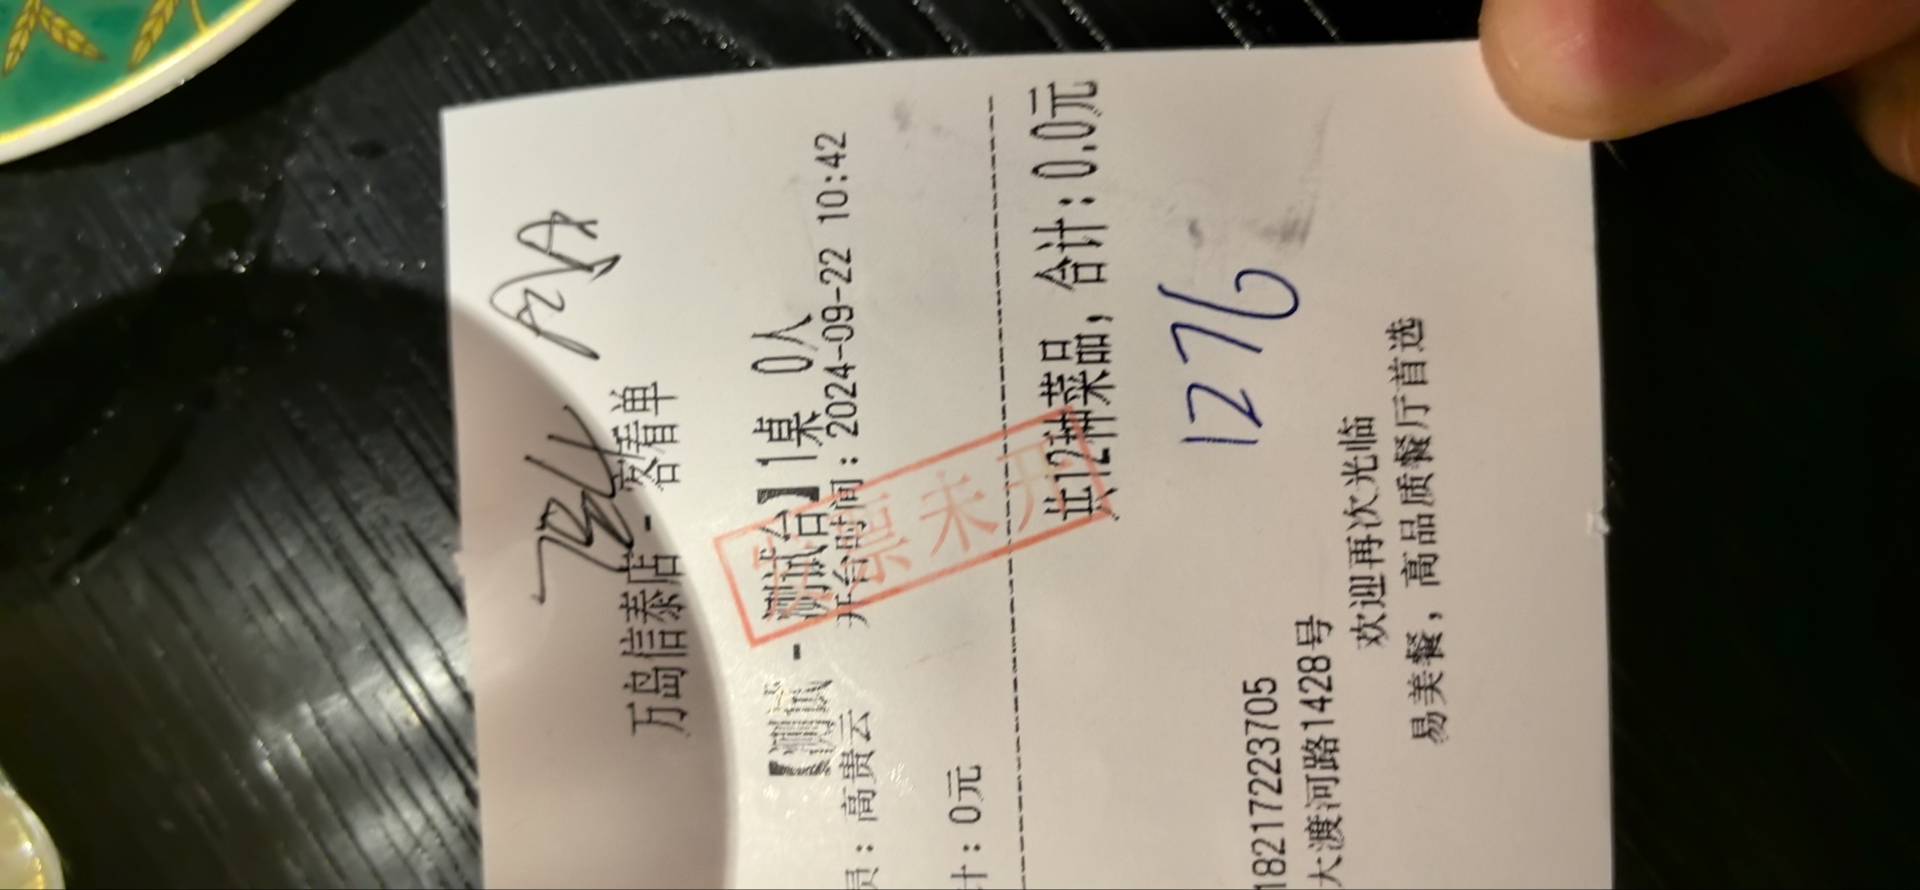 万岛信泰店 - 客看单
【测试 - 测试台】1桌 0人
员：高贵云 开台时间：2024-09-22 10:42
计：0元
共12种菜品，合计：0.0元
发票未开
1276
18217223705
大渡河路1428号
欢迎再次光临
易美餐，高品质餐厅首选